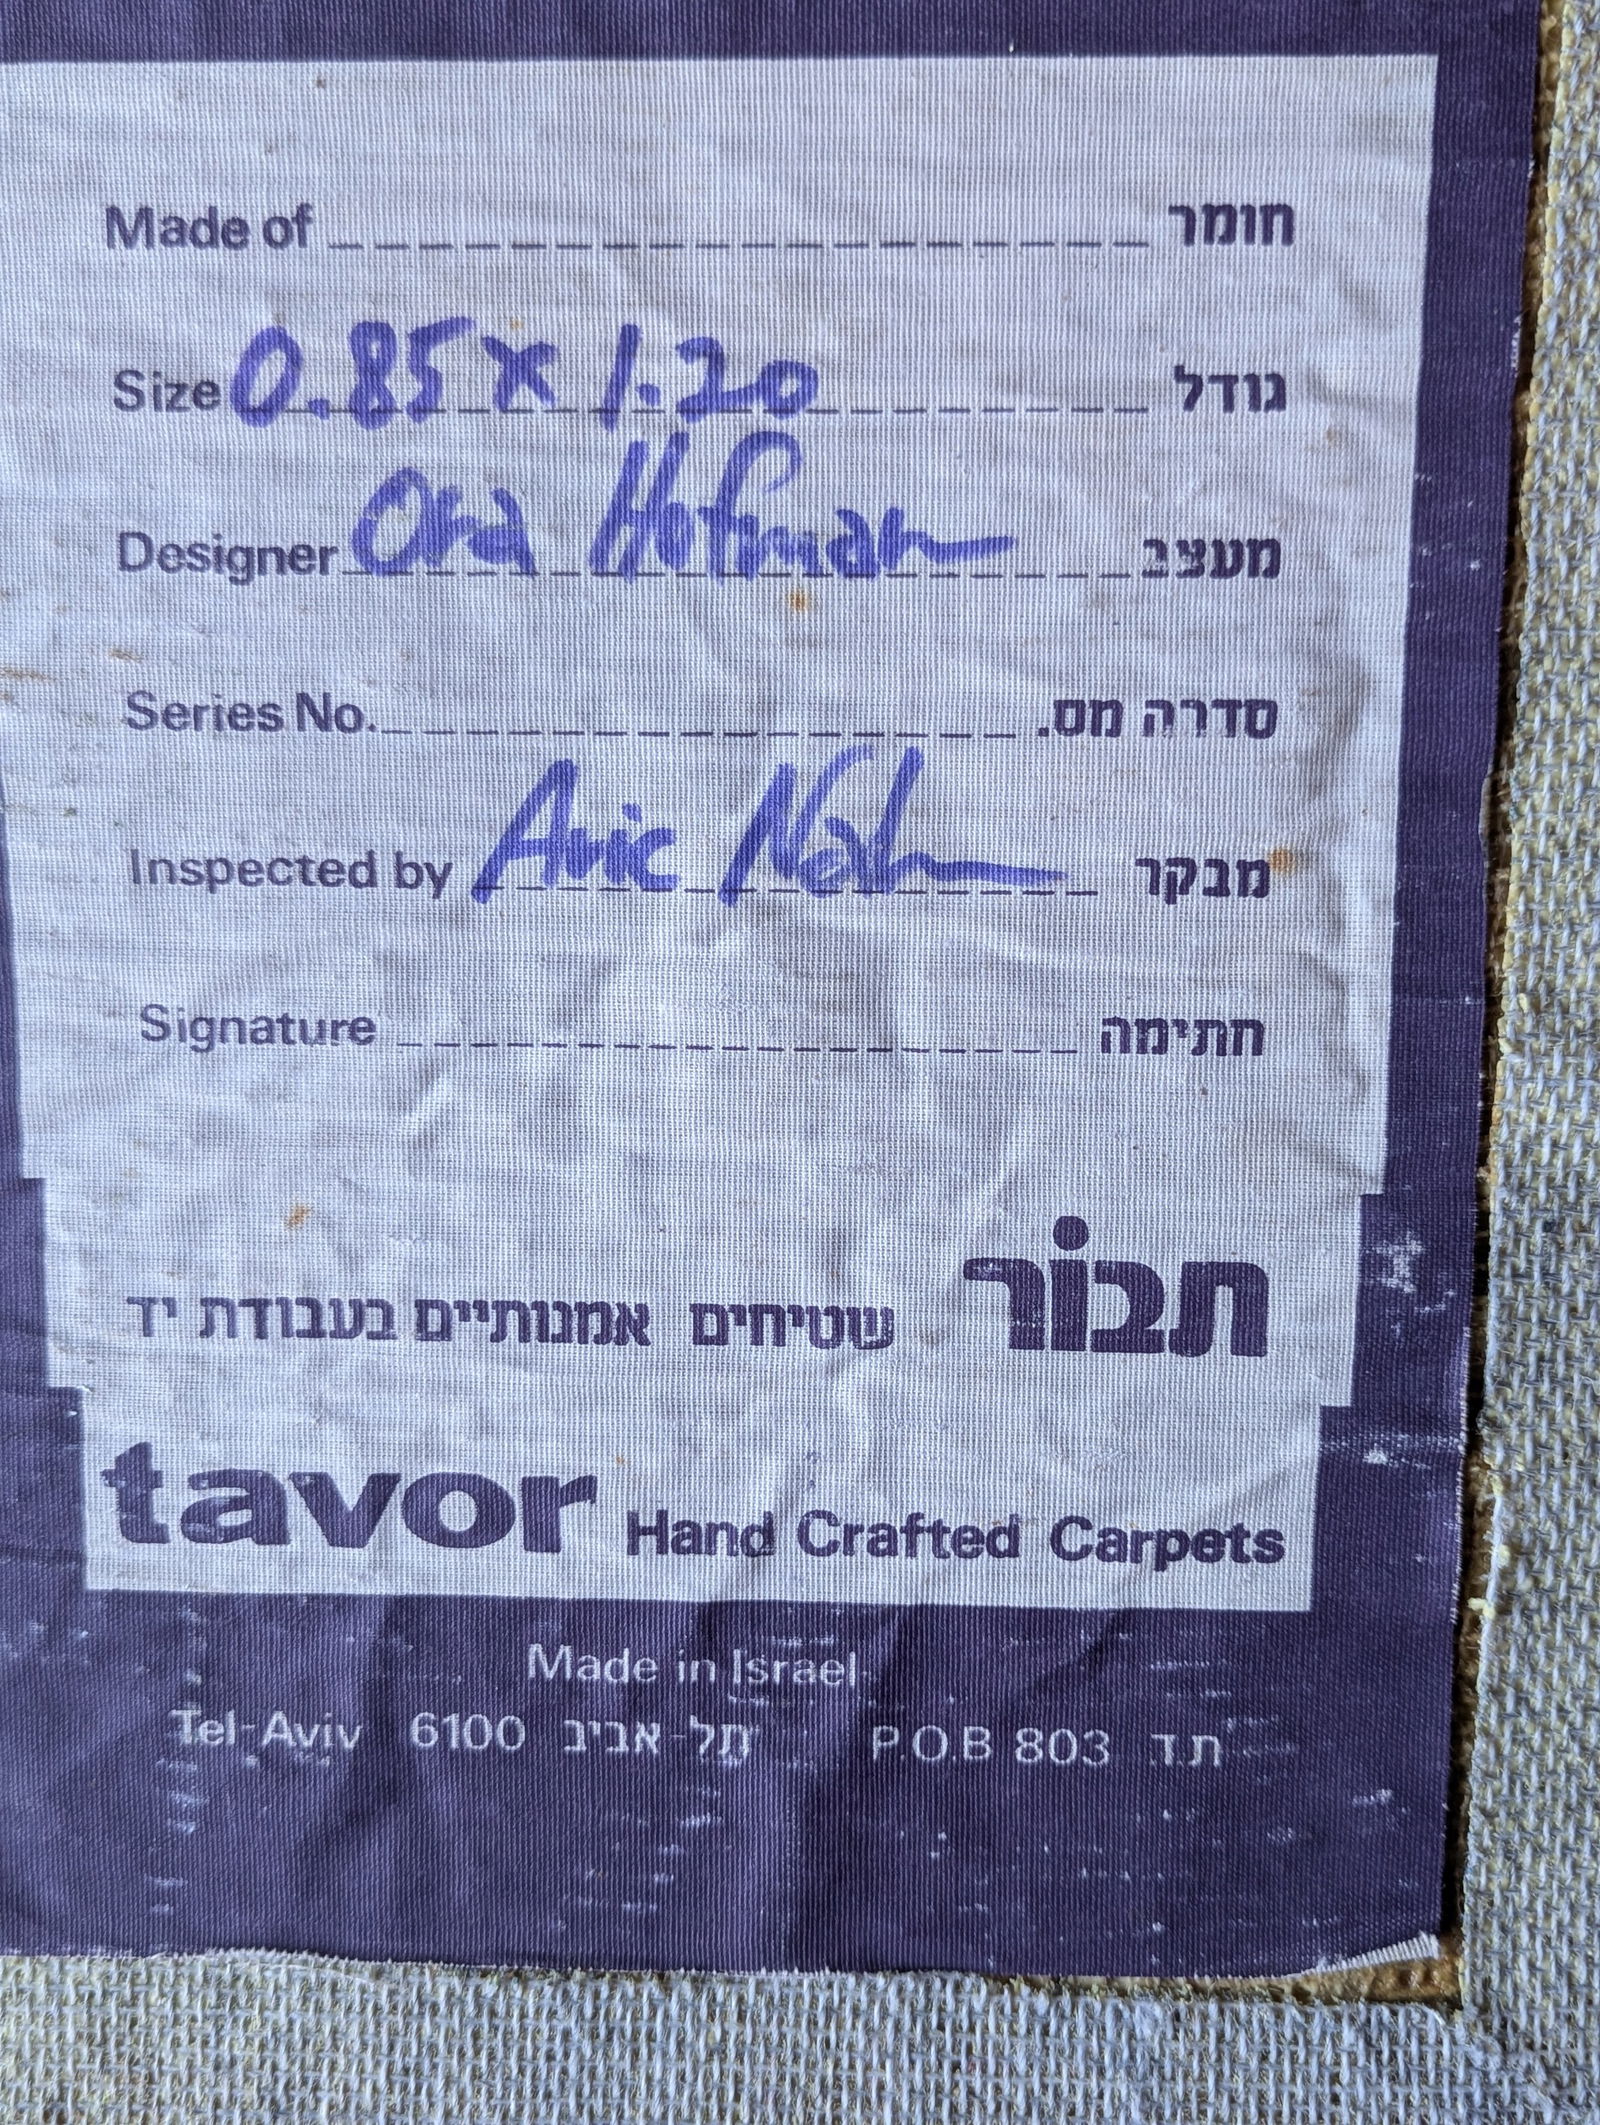 Made of חומר
Size 0.85 x 1.20 גודל
Designer Ora Hofman מעצב
Series No. סדרה מס.
Inspected by מבקר
Signature חתימה
תבוֹר שטיחים אמנותיים בעבודת יד
tavor Hand Crafted Carpets
Made in Israel
Tel-Aviv 6100 תל-אביב P.O.B 803 ת.ד